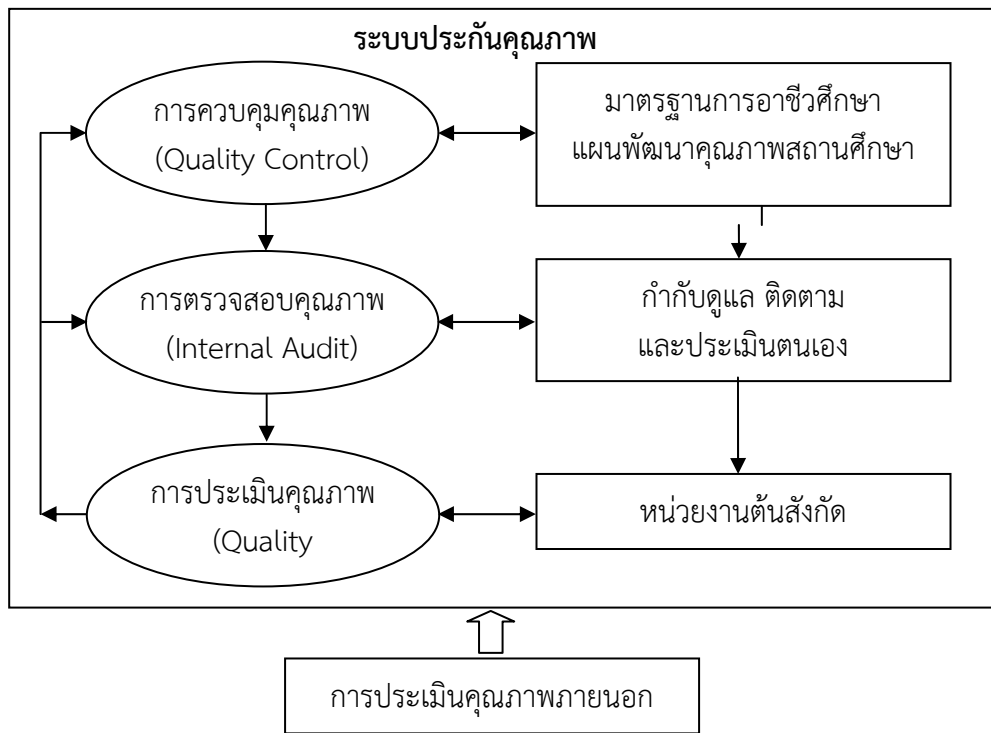 ระบบประกันคุณภาพ
การควบคุมคุณภาพ
(Quality Control)
มาตรฐานการอาชีวศึกษา
แผนพัฒนาคุณภาพสถานศึกษา
การตรวจสอบคุณภาพ
(Internal Audit)
กำกับดูแล ติดตาม
และประเมินตนเอง
การประเมินคุณภาพ
(Quality
หน่วยงานต้นสังกัด
การประเมินคุณภาพภายนอก